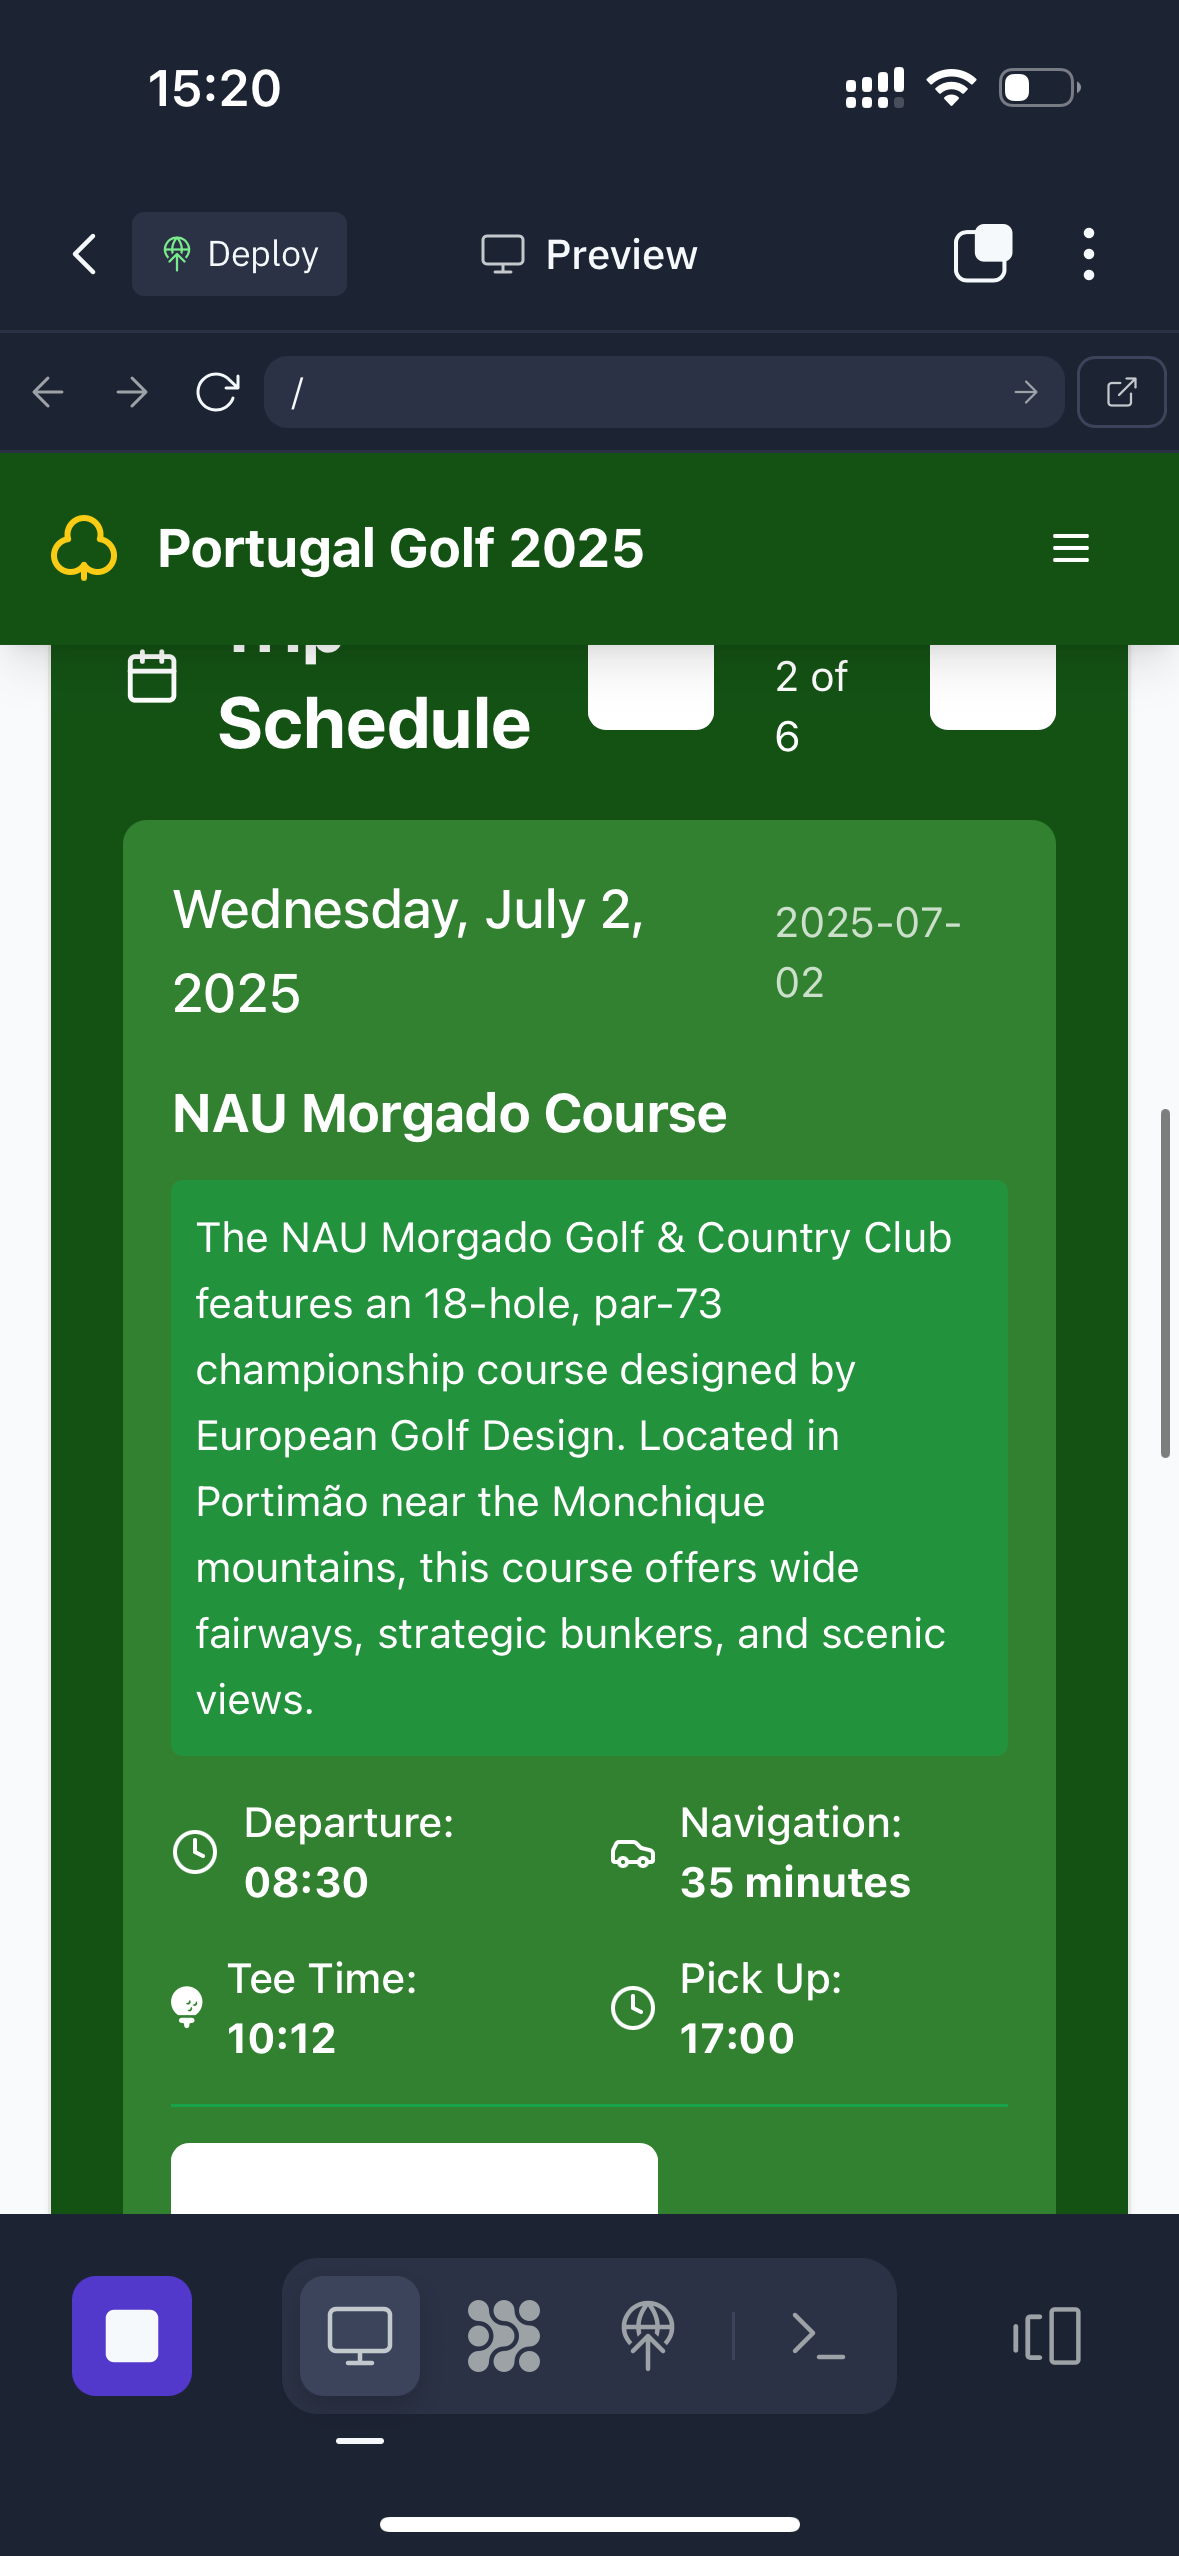 15:20
Deploy
Preview
/
Portugal Golf 2025
Trip
Schedule
2 of
6
Wednesday, July 2,
2025
2025-07-
02
NAU Morgado Course
The NAU Morgado Golf & Country Club
features an 18-hole, par-73
championship course designed by
European Golf Design. Located in
Portimão near the Monchique
mountains, this course offers wide
fairways, strategic bunkers, and scenic
views.
Departure:
08:30
Navigation:
35 minutes
Tee Time:
10:12
Pick Up:
17:00